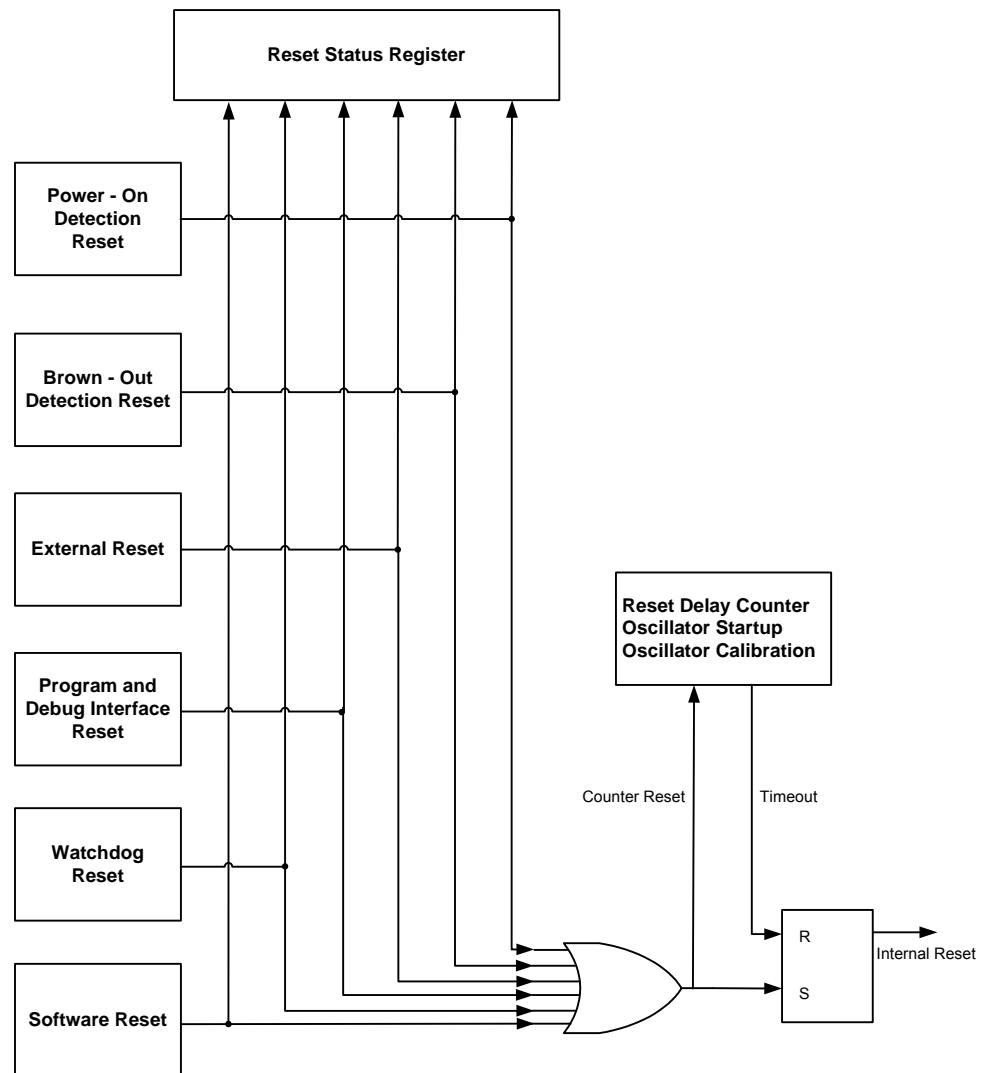 Reset Status Register
Power - On
Detection
Reset
Brown - Out
Detection Reset
External Reset
Program and
Debug Interface
Reset
Watchdog
Reset
Software Reset
Reset Delay Counter
Oscillator Startup
Oscillator Calibration
Counter Reset
Timeout
R
S
Internal Reset